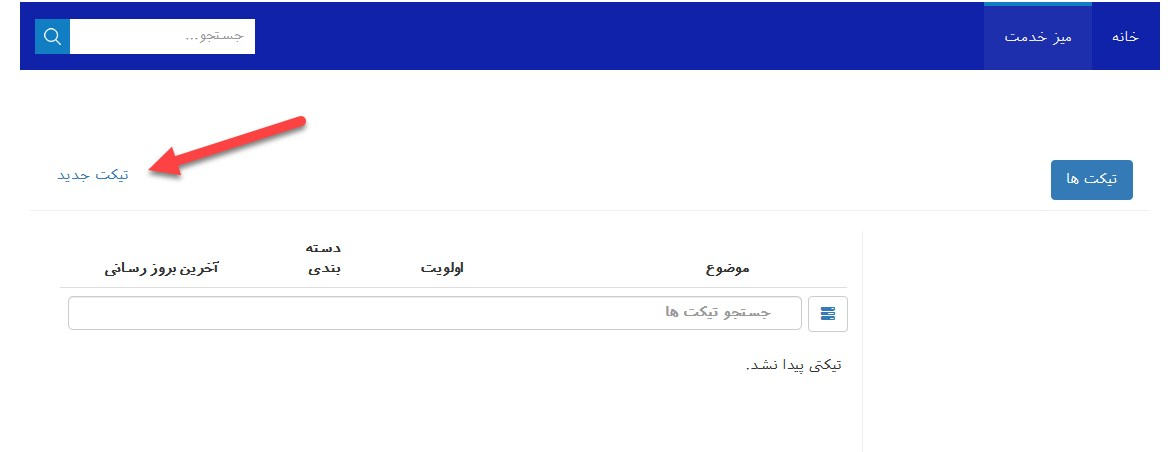 خانه
میز خدمت
جستجو...
تیکت ها
تیکت جدید
موضوع
اولویت
دسته
بندی
آخرین بروز رسانی
جستجو تیکت ها
تیکتی پیدا نشد.